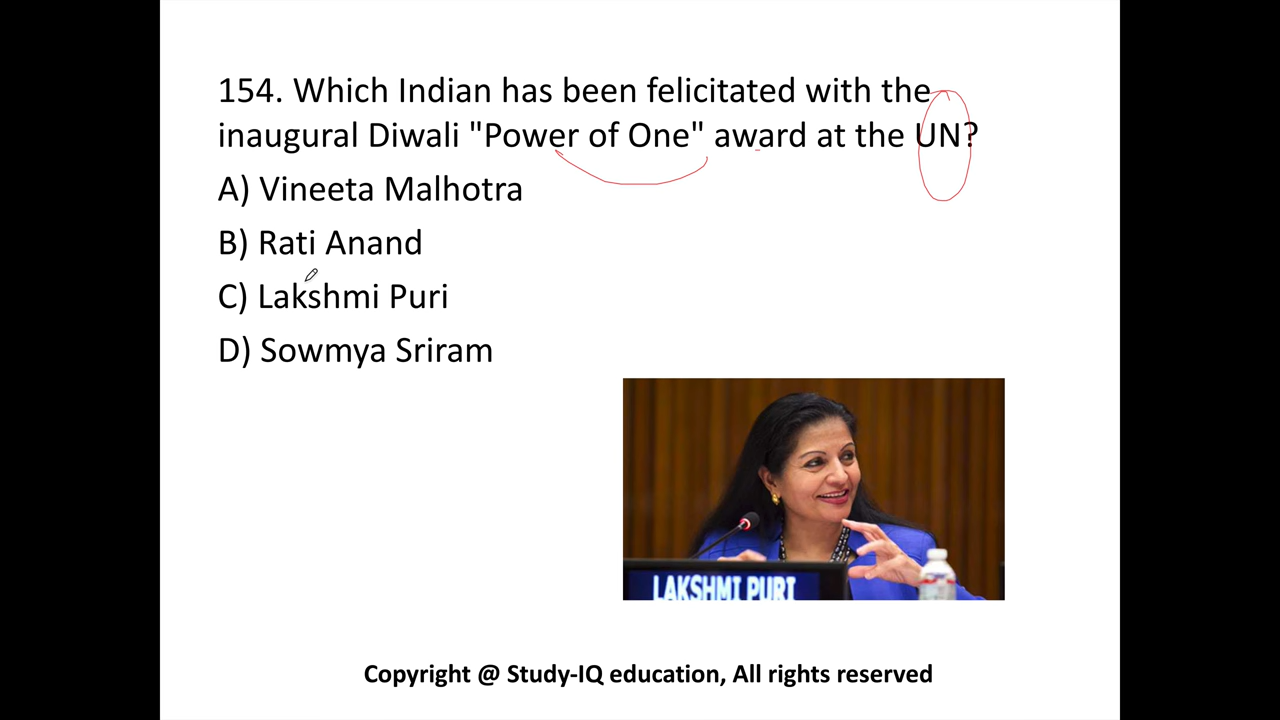 154. Which Indian has been felicitated with the
inaugural Diwali "Power of One" award at the UN?
A) Vineeta Malhotra
B) Rati Anand
C) Lakshmi Puri
D) Sowmya Sriram
LAKSHMI PURI
Copyright @ Study-IQ education, All rights reserved